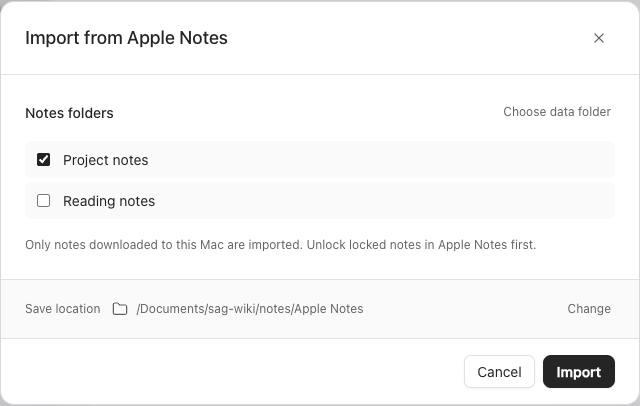 Import from Apple Notes
Notes folders
Choose data folder
Project notes
Reading notes
Only notes downloaded to this Mac are imported. Unlock locked notes in Apple Notes first.
Save location /Documents/sag-wiki/notes/Apple Notes Change
Cancel Import